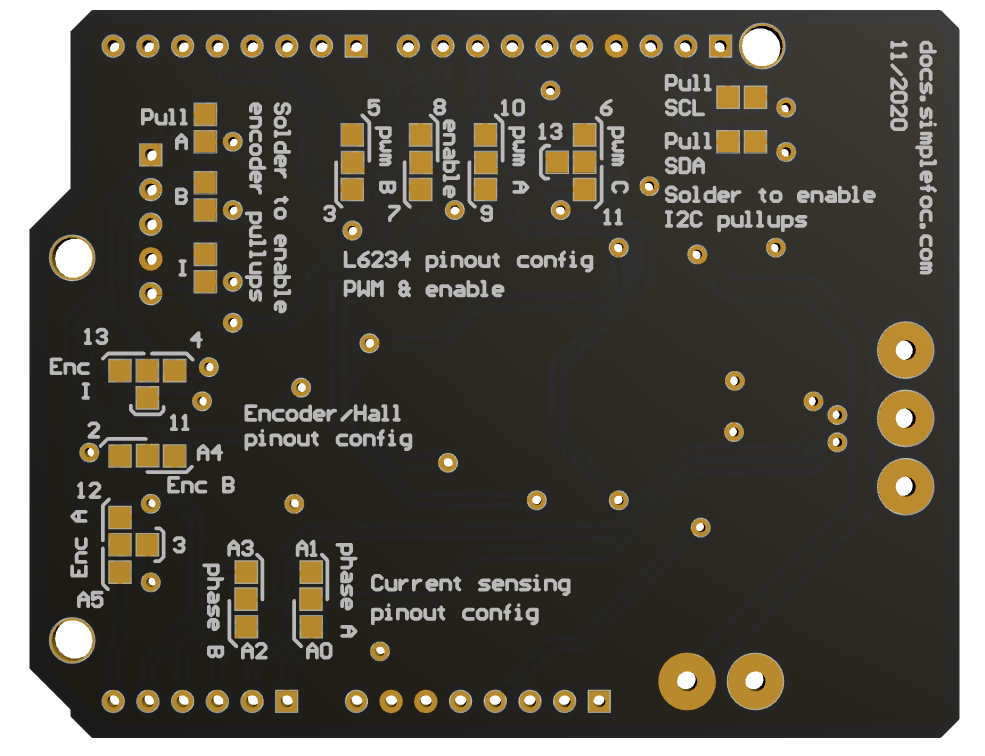 docs.simplefoc.com
11/2020
Pull
SCL
Pull
SDA
Solder to enable
I2C pullups
5
8
10
6
13
pwm B
enable
pwm A
pwm C
3
7
9
11
L6234 pinout config
PWM & enable
Pull
A
B
I
Solder to enable
encoder pullups
13
4
Enc
I
11
Encoder/Hall
pinout config
2
A4
Enc B
12
Enc A
3
A5
A3
A1
phase B
phase A
A2
A0
Current sensing
pinout config